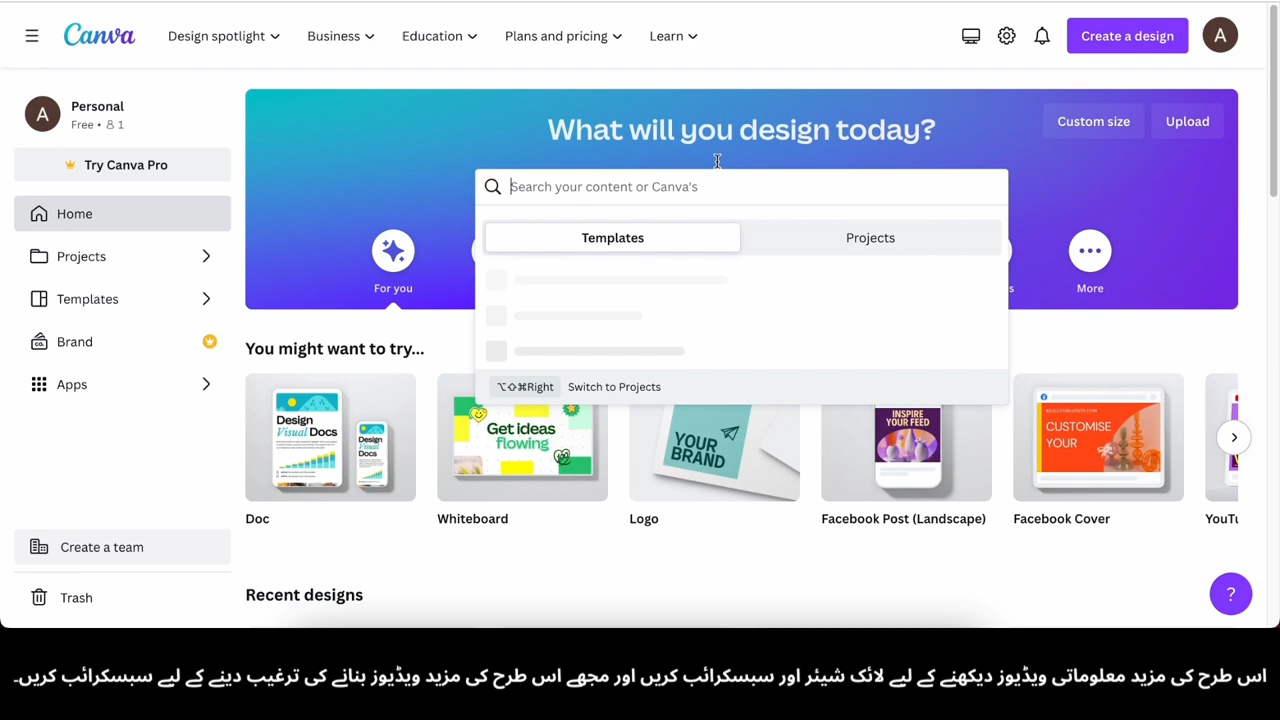 Canva
Design spotlight
Business
Education
Plans and pricing
Learn
Create a design
A
A
Personal
Free • 1
Try Canva Pro
Home
Projects
Templates
Brand
Apps
Create a team
Trash
What will you design today?
Custom size
Upload
Search your content or Canva's
Templates
Projects
For you
s
More
⌥⇧⌘Right
Switch to Projects
You might want to try...
Design
Visual Docs
Design
Visual Docs
Get ideas
flowing
YOUR
BRAND
INSPIRE
YOUR FEED
CUSTOMISE
YOUR
Doc
Whiteboard
Logo
Facebook Post (Landscape)
Facebook Cover
YouTu
Recent designs
?
اس طرح کی مزید معلوماتی ویڈیوز دیکھنے کے لیے لائک شیئر اور سبسکرائب کریں اور مجھے اس طرح کی مزید ویڈیوز بنانے کی ترغیب دینے کے لیے سبسکرائب کریں۔